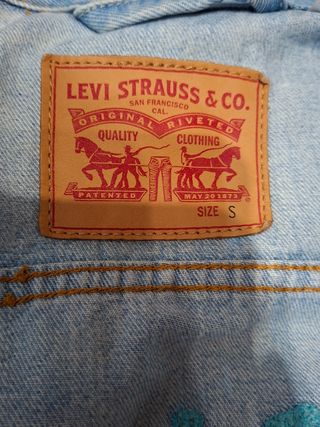 LEVI STRAUSS & CO.
SAN FRANCISCO
CAL.
ORIGINAL RIVETED
QUALITY CLOTHING
PATENTED MAY 20 1873
SIZE S